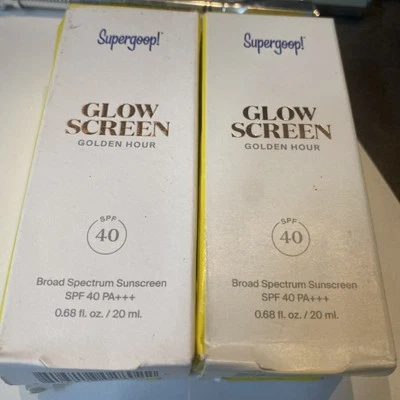 Supergoop!
GLOW
SCREEN
GOLDEN HOUR
SPF
40
Broad Spectrum Sunscreen
SPF 40 PA+++
0.68 fl. oz. / 20 ml.
Supergoop!
GLOW
SCREEN
GOLDEN HOUR
SPF
40
Broad Spectrum Sunscreen
SPF 40 PA+++
0.68 fl. oz. / 20 ml.